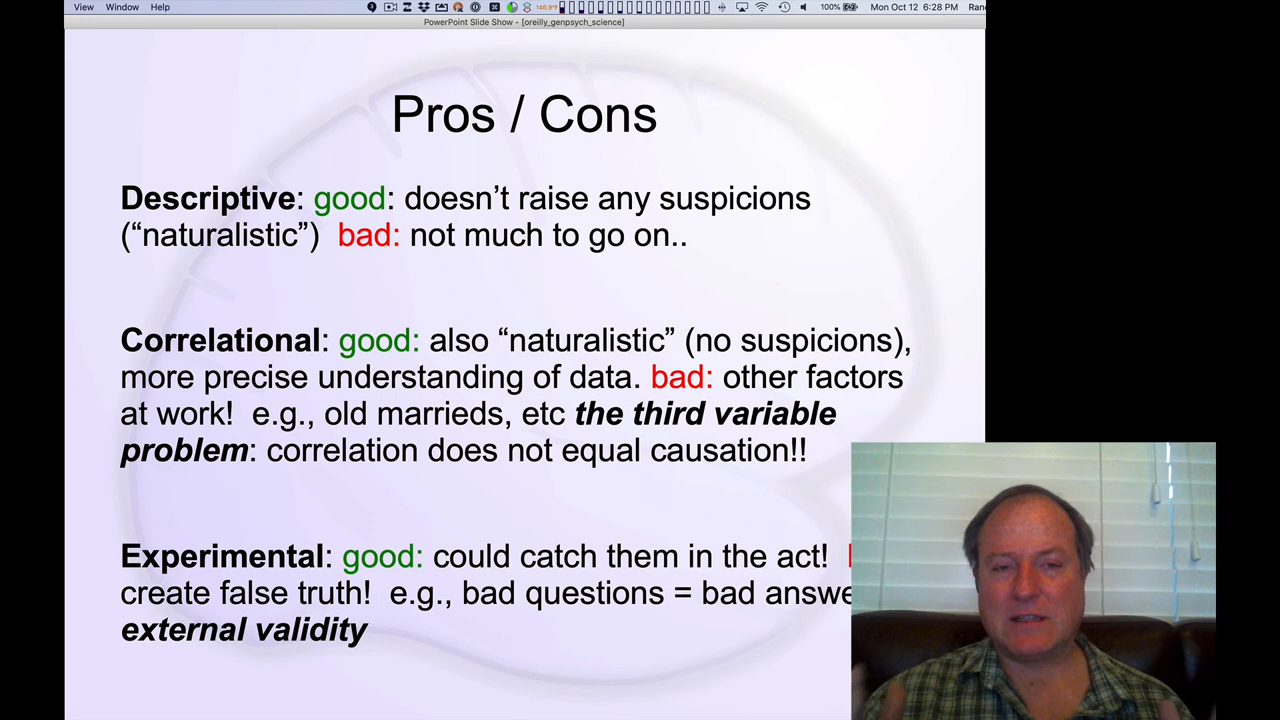 View Window Help
148.9°F
100%
Mon Oct 12 6:28 PM
PowerPoint Slide Show - [oreilly_genpsych_science]
Pros / Cons
Descriptive: good: doesn’t raise any suspicions
(“naturalistic”) bad: not much to go on..
Correlational: good: also “naturalistic” (no suspicions),
more precise understanding of data. bad: other factors
at work! e.g., old marrieds, etc the third variable
problem: correlation does not equal causation!!
Experimental: good: could catch them in the act!
create false truth! e.g., bad questions = bad
external validity